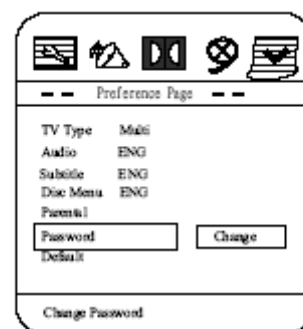 Preference Page
TV Type Multi
Audio ENG
Subtitle ENG
Disc Menu ENG
Parental
Password Change
Default
Change Password